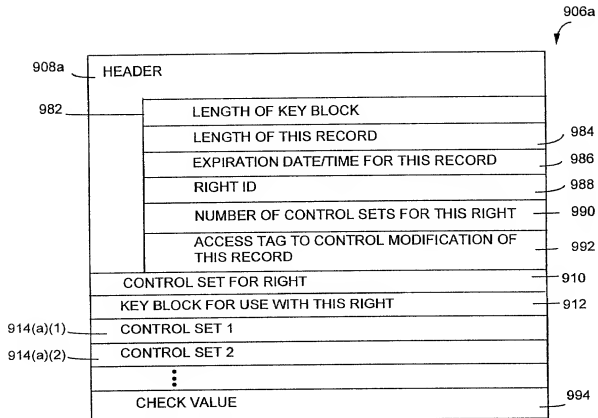 906a
908a
HEADER
982
LENGTH OF KEY BLOCK
LENGTH OF THIS RECORD
984
EXPIRATION DATE/TIME FOR THIS RECORD
986
RIGHT ID
988
NUMBER OF CONTROL SETS FOR THIS RIGHT
990
ACCESS TAG TO CONTROL MODIFICATION OF
THIS RECORD
992
CONTROL SET FOR RIGHT
910
KEY BLOCK FOR USE WITH THIS RIGHT
912
914(a)(1)
CONTROL SET 1
914(a)(2)
CONTROL SET 2
CHECK VALUE
994